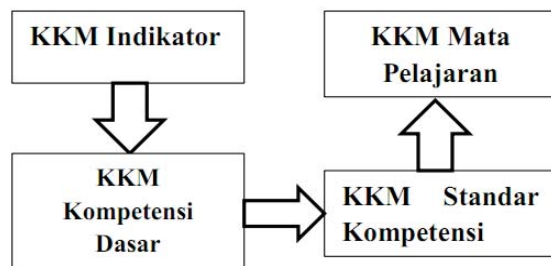 KKM Indikator
KKM
Kompetensi
Dasar
KKM Standar
Kompetensi
KKM Mata
Pelajaran